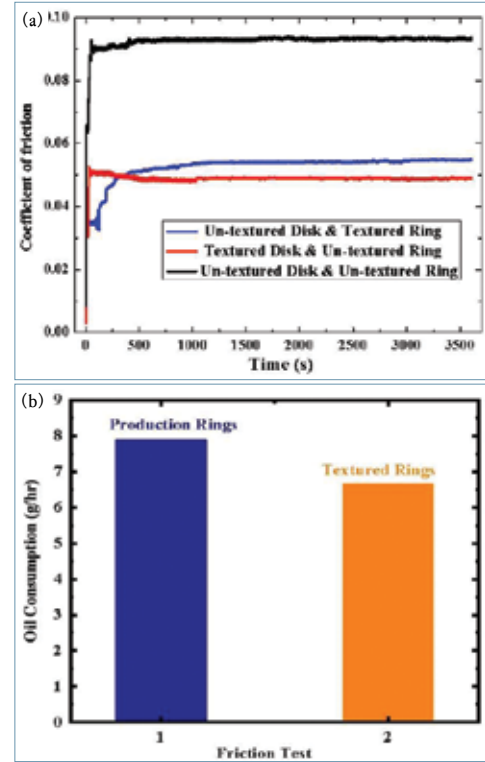 (a)
0.10
0.08
0.06
0.04
0.02
0.00
Coefficient of friction
Un-textured Disk & Textured Ring
Textured Disk & Un-textured Ring
Un-textured Disk & Un-textured Ring
0 500 1000 1500 2000 2500 3000 3500
Time (s)
(b)
9
8
7
6
5
4
3
2
1
0
Oil Consumption (g/hr)
Production Rings
Textured Rings
1 2
Friction Test